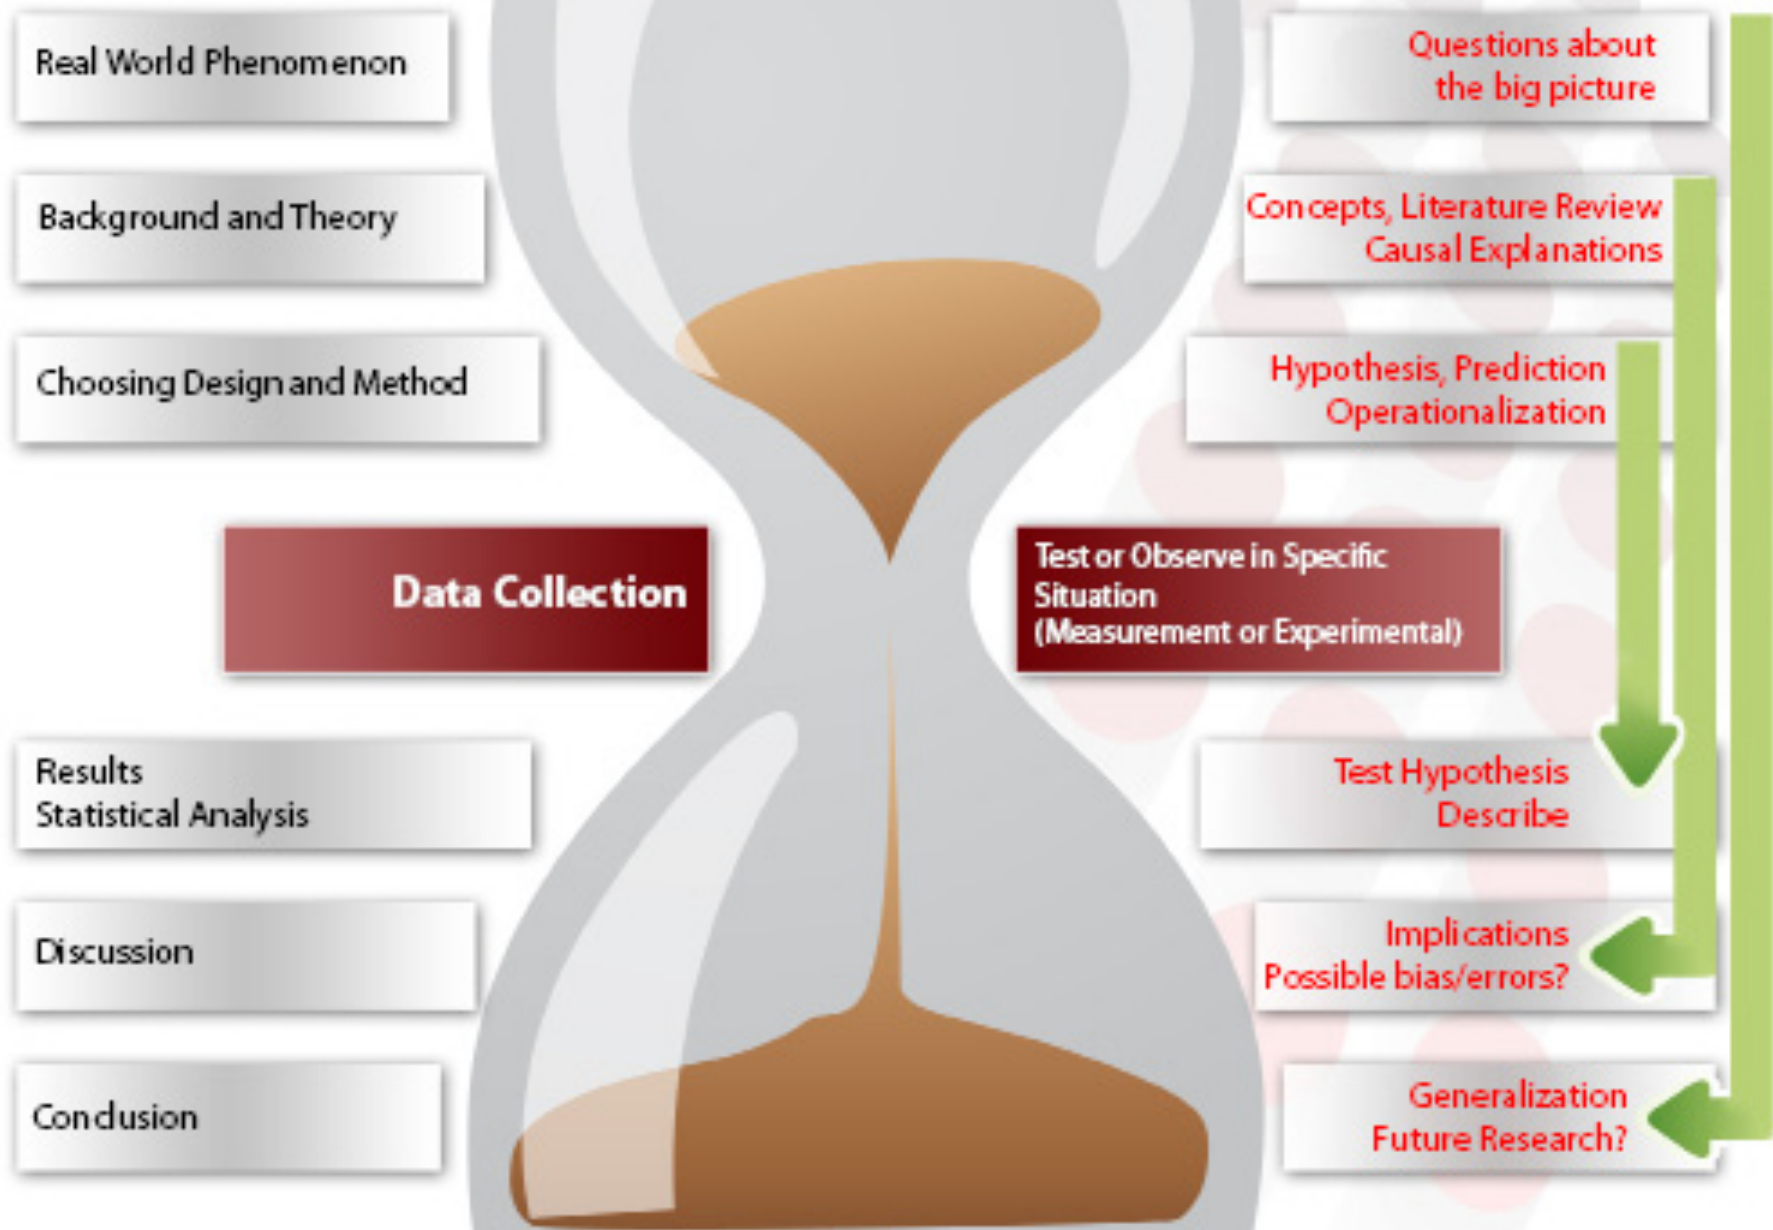 Real World Phenomenon
Questions about
the big picture
Background and Theory
Concepts, Literature Review
Causal Explanations
Choosing Design and Method
Hypothesis, Prediction
Operationalization
Data Collection
Test or Observe in Specific
Situation
(Measurement or Experimental)
Results
Statistical Analysis
Test Hypothesis
Describe
Discussion
Implications
Possible bias/errors?
Conclusion
Generalization
Future Research?